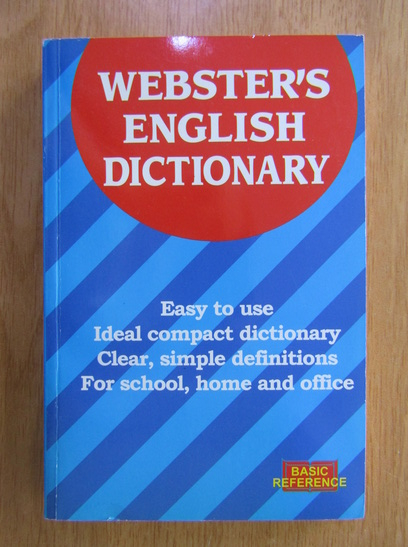 WEBSTER'S
ENGLISH
DICTIONARY
Easy to use
Ideal compact dictionary
Clear, simple definitions
For school, home and office
BASIC
REFERENCE